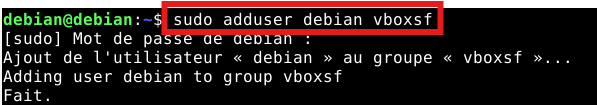 debian@debian:~$ sudo adduser debian vboxsf
[sudo] Mot de passe de debian :
Ajout de l'utilisateur « debian » au groupe « vboxsf »...
Adding user debian to group vboxsf
Fait.